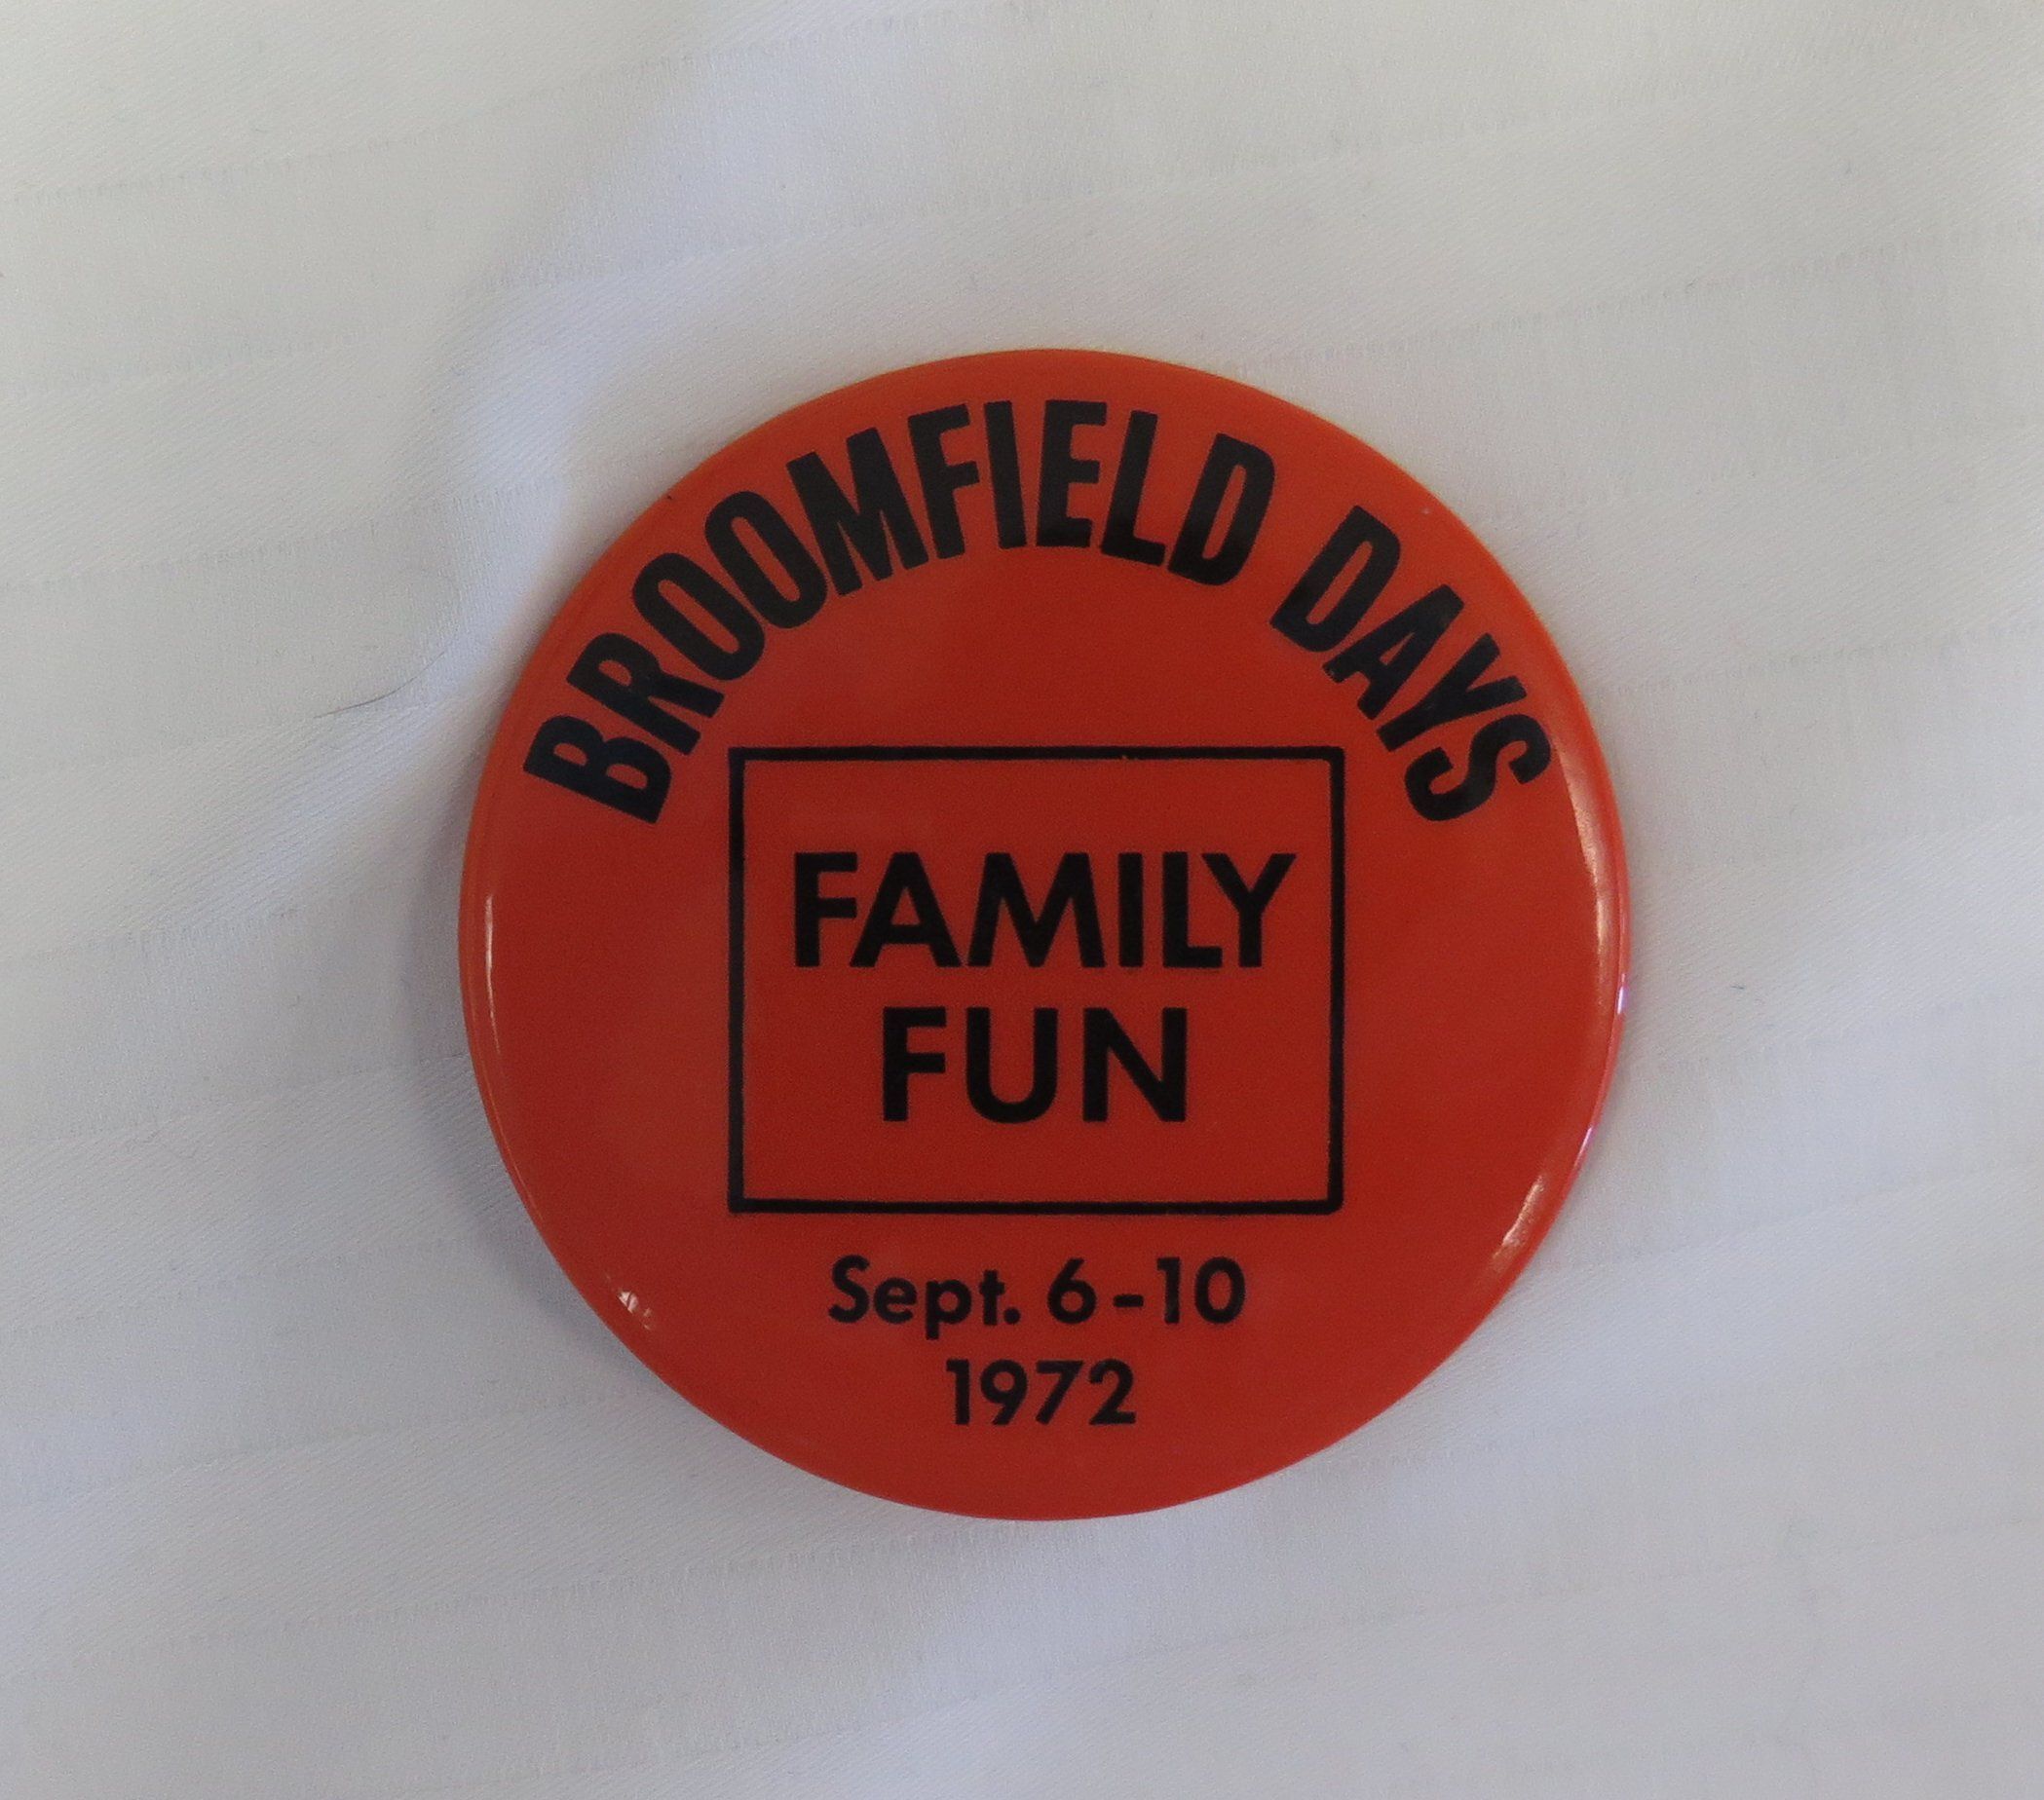 BROOMFIELD DAYS
FAMILY
FUN
Sept. 6-10
1972